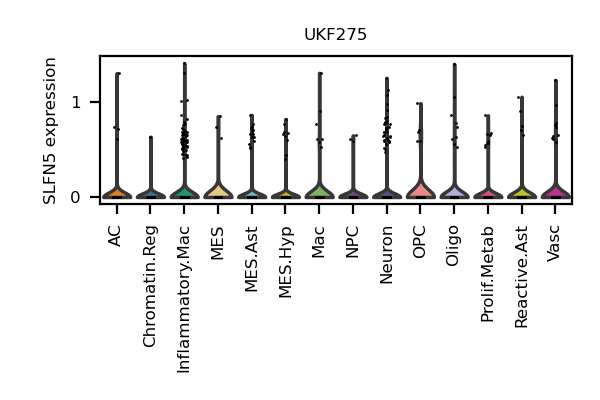 UKF275
SLFN5 expression
1
0
AC
Chromatin.Reg
Inflammatory.Mac
MES
MES.Ast
MES.Hyp
Mac
NPC
Neuron
OPC
Oligo
Prolif.Metab
Reactive.Ast
Vasc